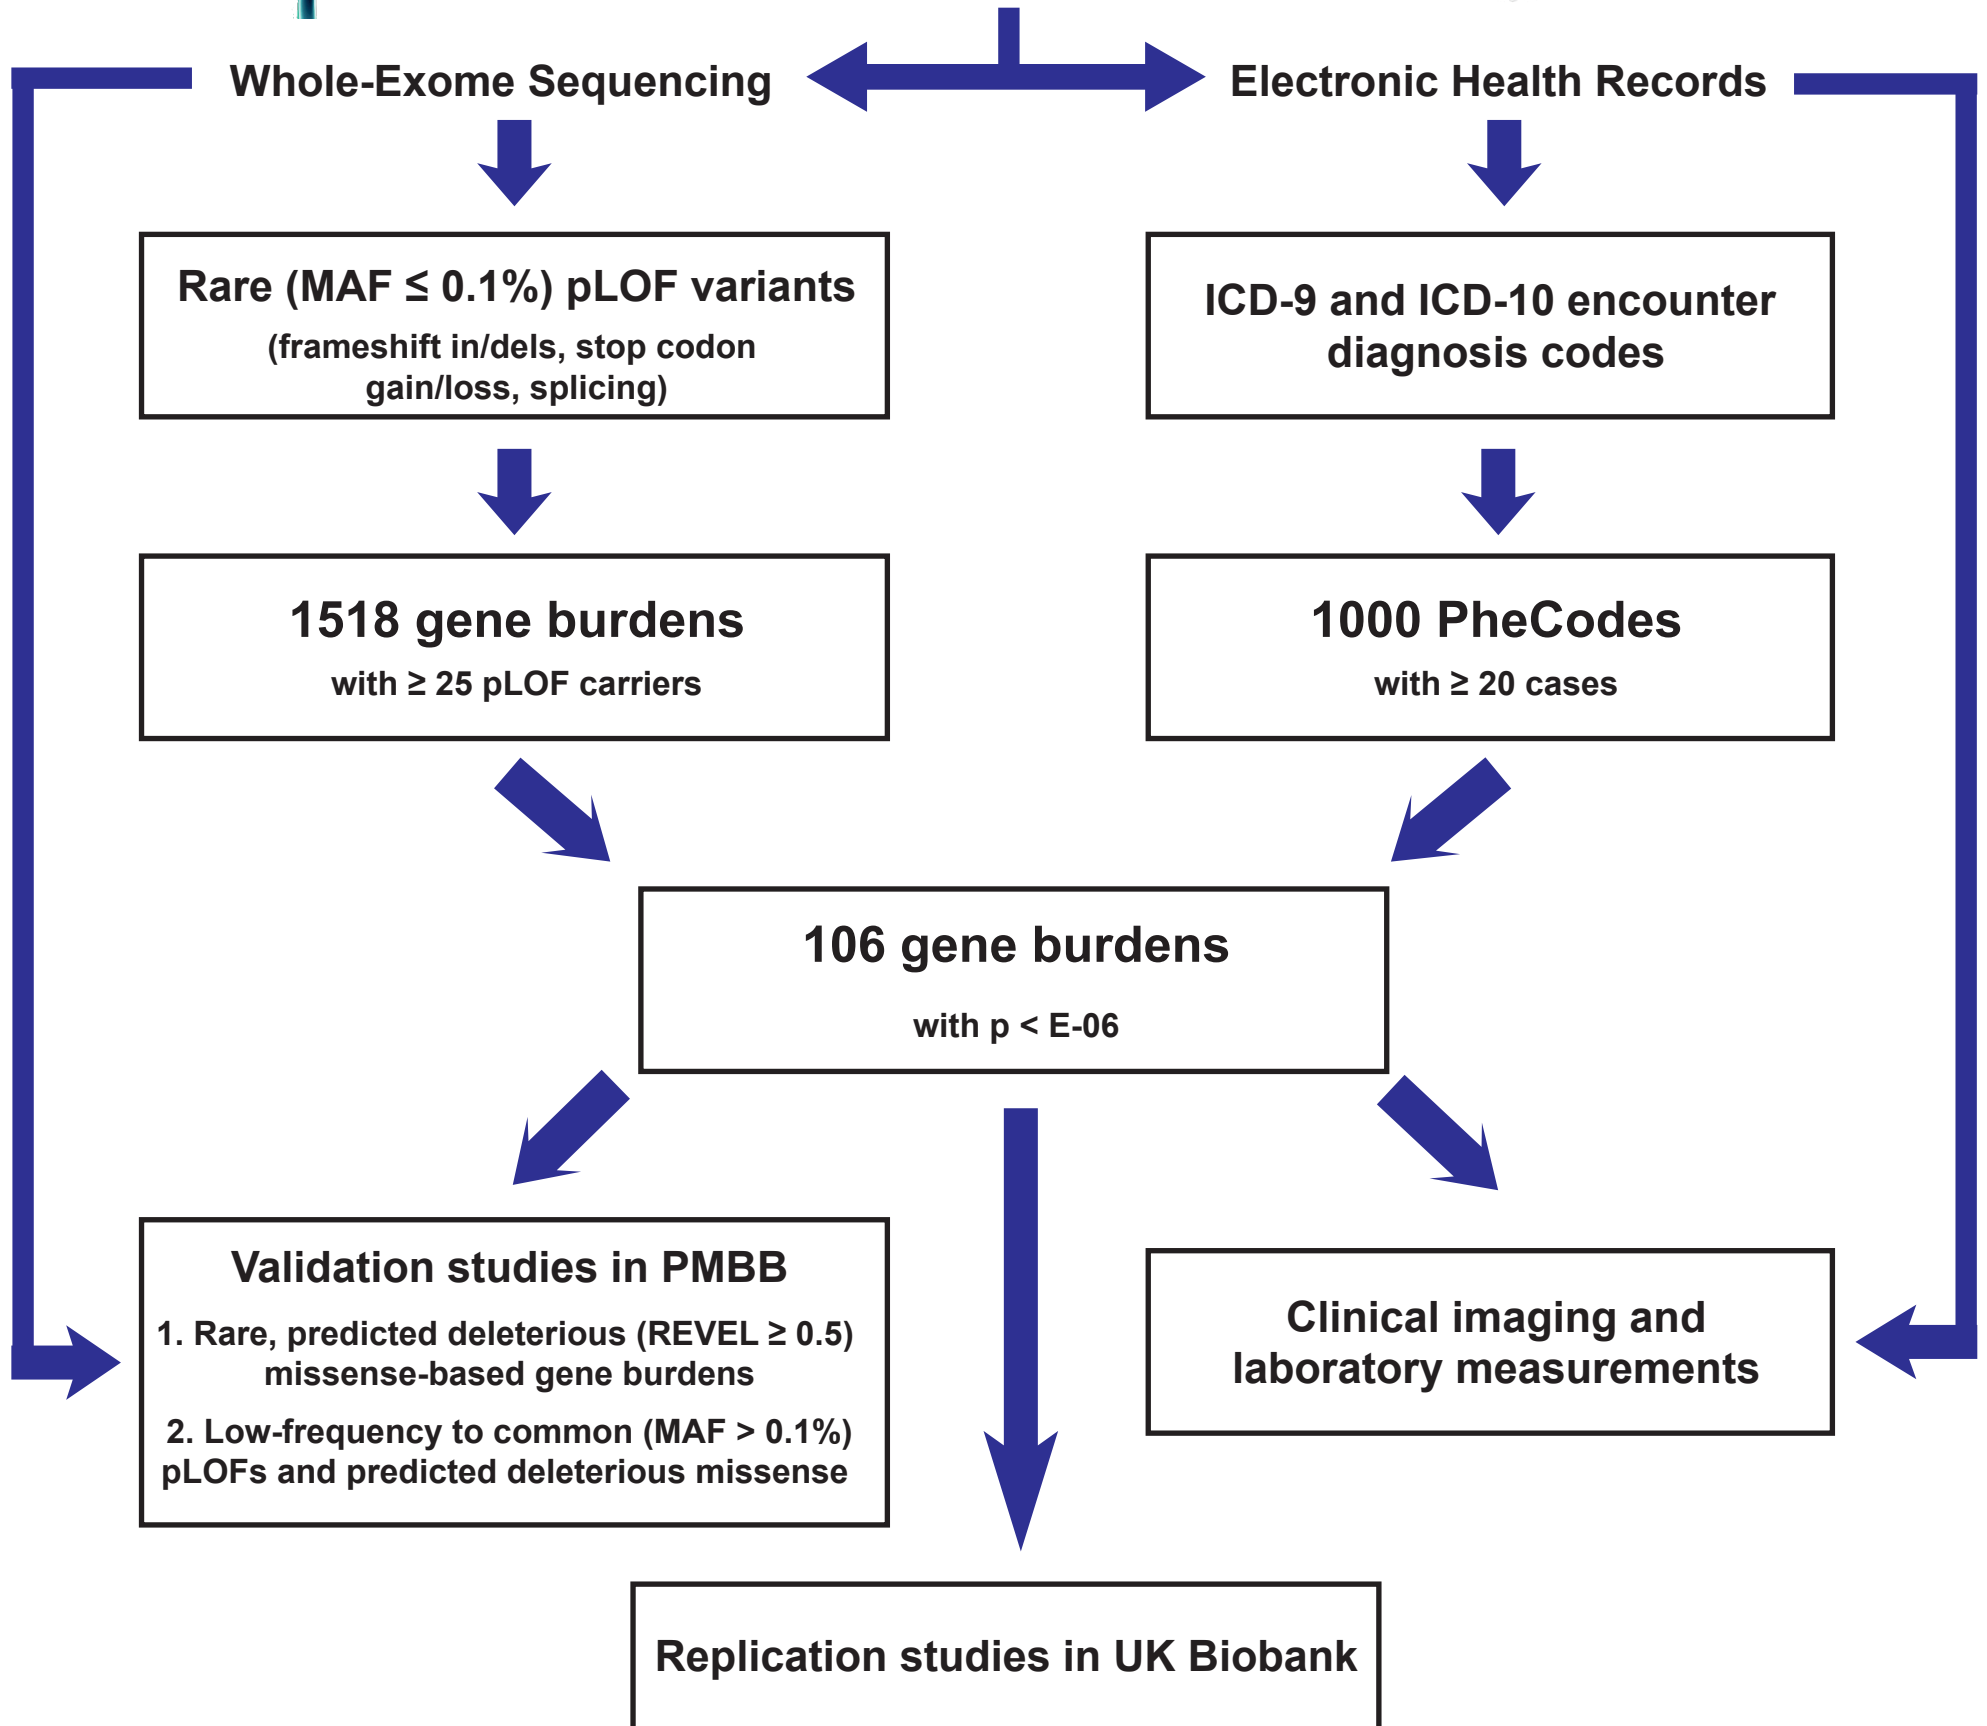 Whole-Exome Sequencing
Electronic Health Records
Rare (MAF ≤ 0.1%) pLOF variants
(frameshift in/dels, stop codon
gain/loss, splicing)
ICD-9 and ICD-10 encounter
diagnosis codes
1518 gene burdens
with ≥ 25 pLOF carriers
1000 PheCodes
with ≥ 20 cases
106 gene burdens
with p < E-06
Validation studies in PMBB
1. Rare, predicted deleterious (REVEL ≥ 0.5)
missense-based gene burdens
2. Low-frequency to common (MAF > 0.1%)
pLOFs and predicted deleterious missense
Clinical imaging and
laboratory measurements
Replication studies in UK Biobank